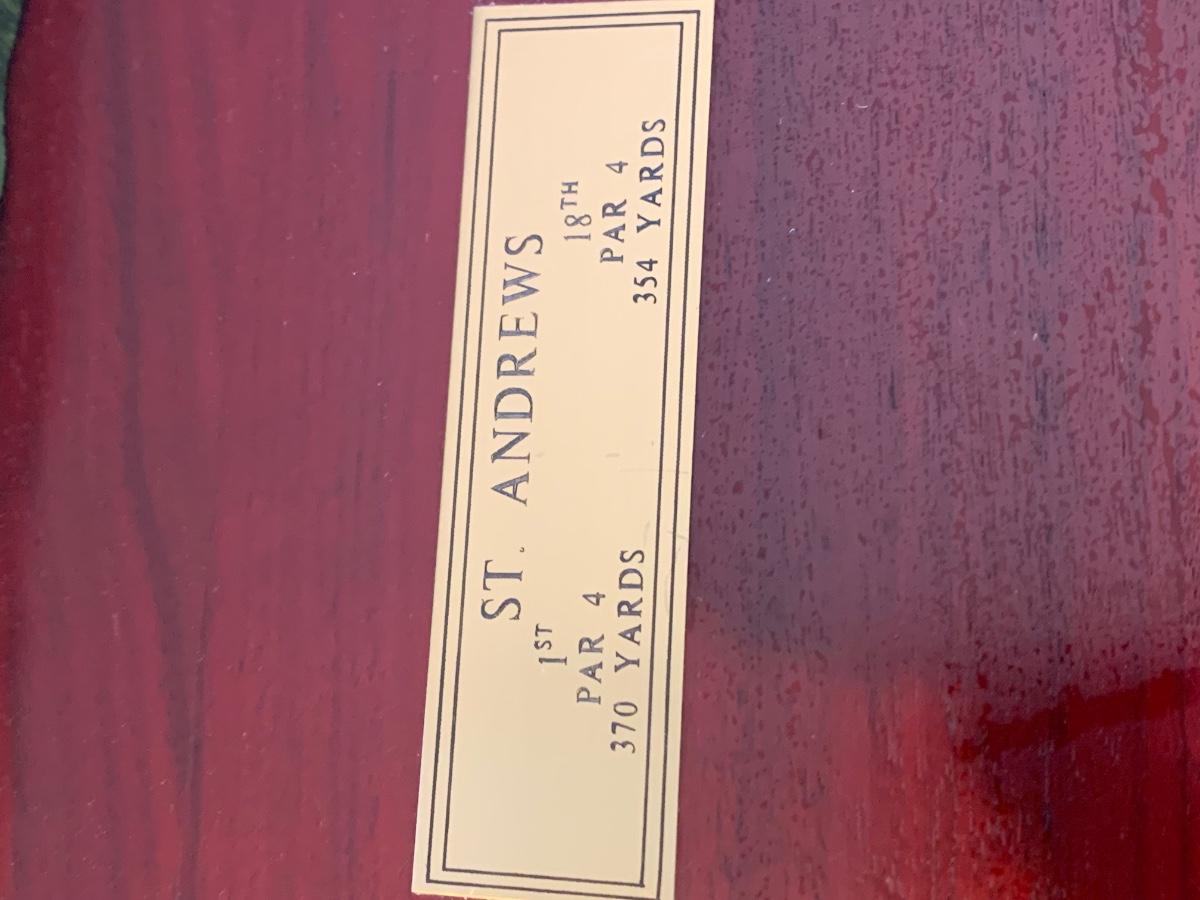 ST. ANDREWS
1ST
PAR 4
370 YARDS
18TH
PAR 4
354 YARDS